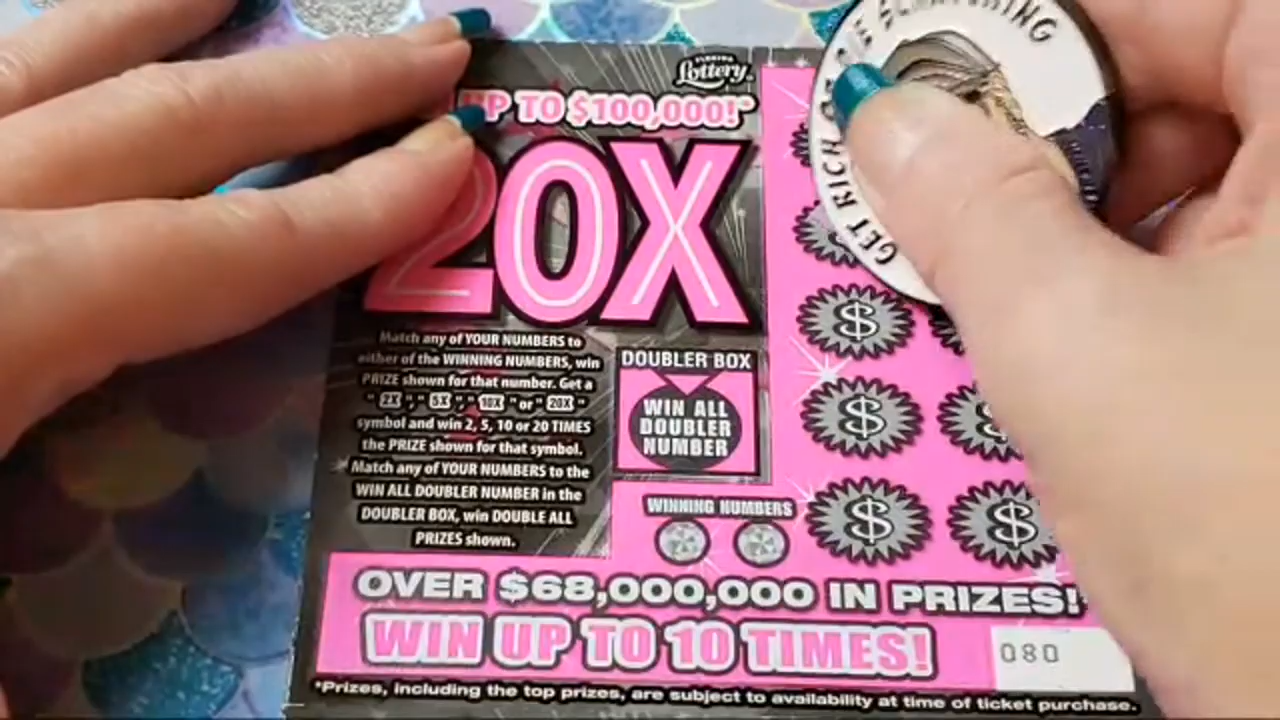 FLORIDA
Lottery
UP TO $100,000!*
20X
Match any of YOUR NUMBERS to
either of the WINNING NUMBERS, win
PRIZE shown for that number. Get a
" 2X "," 5X "," 10X " or " 20X "
symbol and win 2, 5, 10 or 20 TIMES
the PRIZE shown for that symbol.
Match any of YOUR NUMBERS to the
WIN ALL DOUBLER NUMBER in the
DOUBLER BOX, win DOUBLE ALL
PRIZES shown.
DOUBLER BOX
WIN ALL
DOUBLER
NUMBER
WINNING NUMBERS
$
$
$
$
$
OVER $68,000,000 IN PRIZES!
WIN UP TO 10 TIMES!
080
*Prizes, including the top prizes, are subject to availability at time of ticket purchase.
GET RICH
SCRATCHING